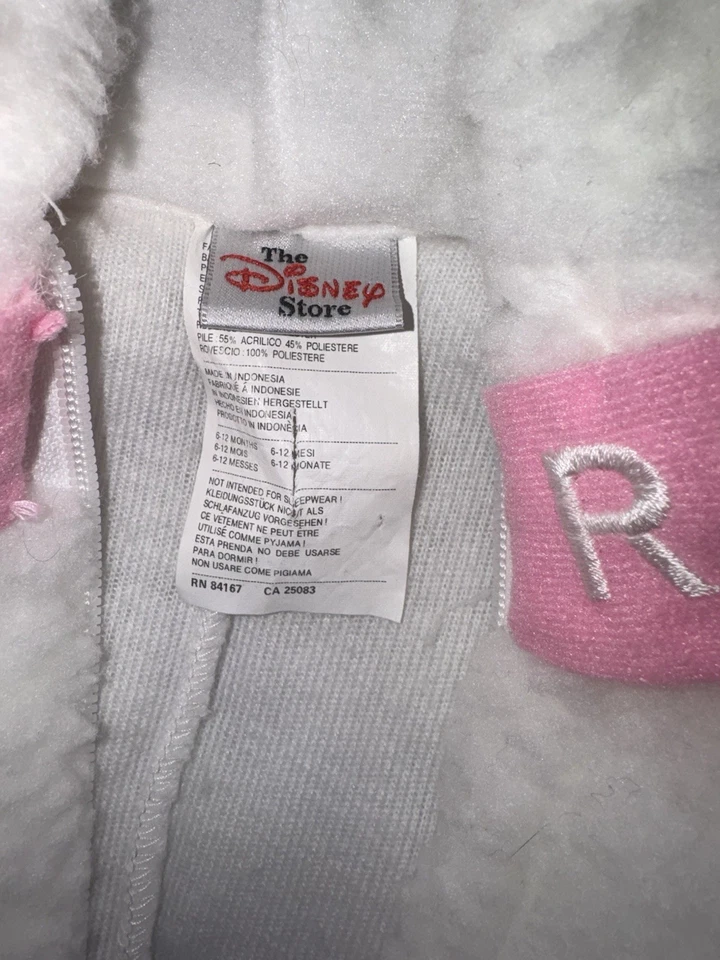 The
Disney
Store
PILE :55% ACRILICO 45% POLIESTERE
ROVESCIO :100% POLIESTERE
MADE IN INDONESIA
FABRIQUÉ Á INDONESIE
IN INDONESIEN HERGESTELLT
HECHO EN INDONESIA
PRODOTTO IN INDONÈSIA
6-12 MONTHS
6-12 MOIS 6-12 MESI
6-12 MESSES 6-12 MONATE
NOT INTENDED FOR SLEEPWEAR !
KLEIDUNGSSTÜCK NICHT ALS
SCHLAFANZUG VORGESEHEN !
CE VETEMENT NE PEUT ÊTRE
UTILISÉ COMME PYJAMA !
ESTA PRENDA NO DEBE USARSE
PARA DORMIR !
NON USARE COME PIGIAMA
RN 84167 CA 25083
R